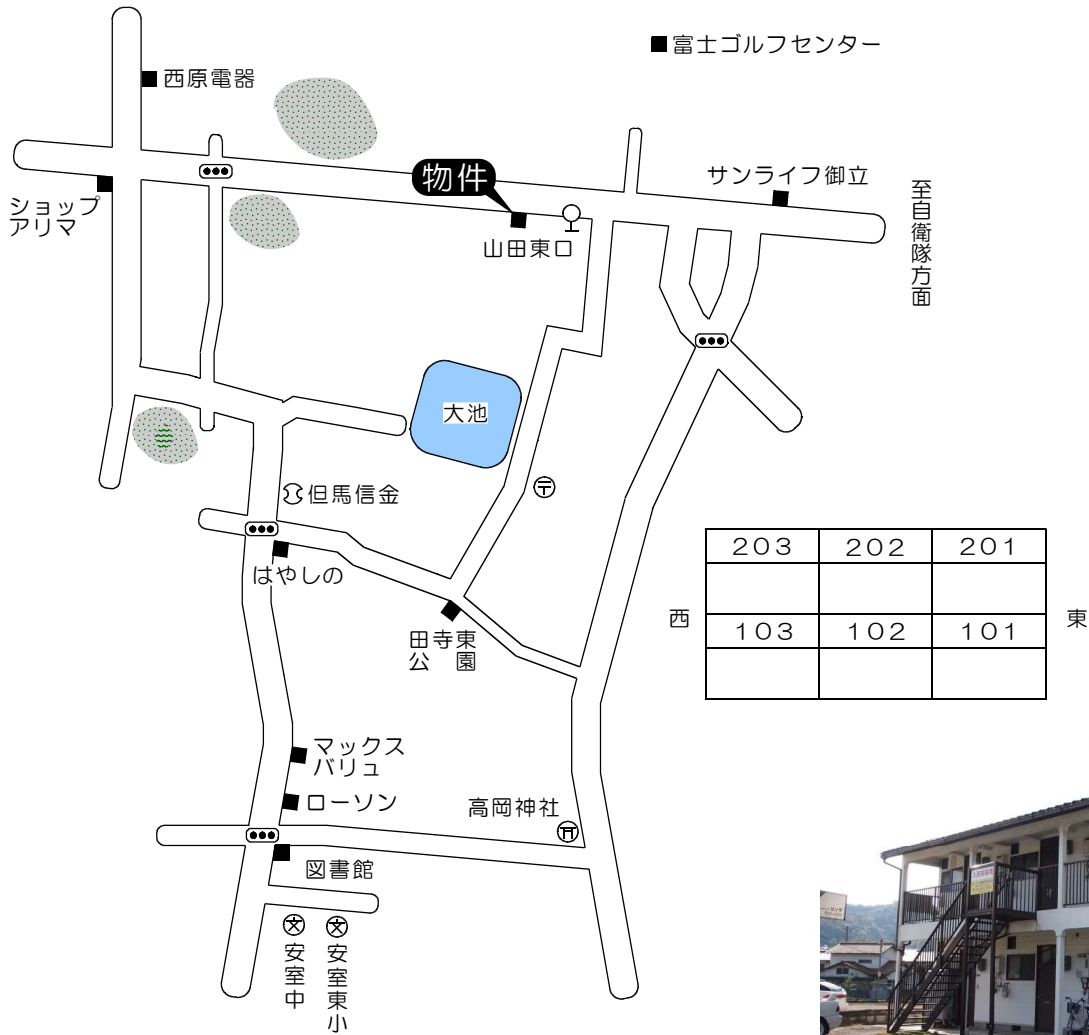 富士ゴルフセンター
西原電器
物件
サンライフ御立
ショップ
アリマ
山田東口
至自衛隊方面
大池
〒
但馬信金
はやしの
田寺東
公園
203 202 201
西
東
103 102 101
マックス
バリュ
ローソン
高岡神社
図書館
文 文
安室中
安室東小